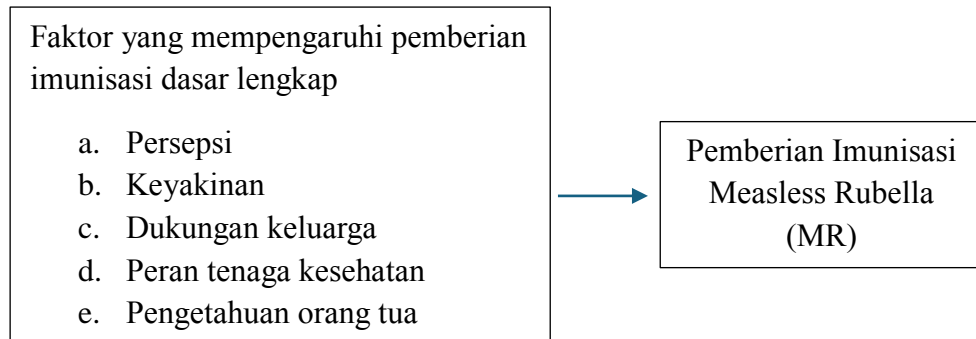 Faktor yang mempengaruhi pemberian
imunisasi dasar lengkap
a. Persepsi
b. Keyakinan
c. Dukungan keluarga
d. Peran tenaga kesehatan
e. Pengetahuan orang tua
Pemberian Imunisasi
Measless Rubella
(MR)